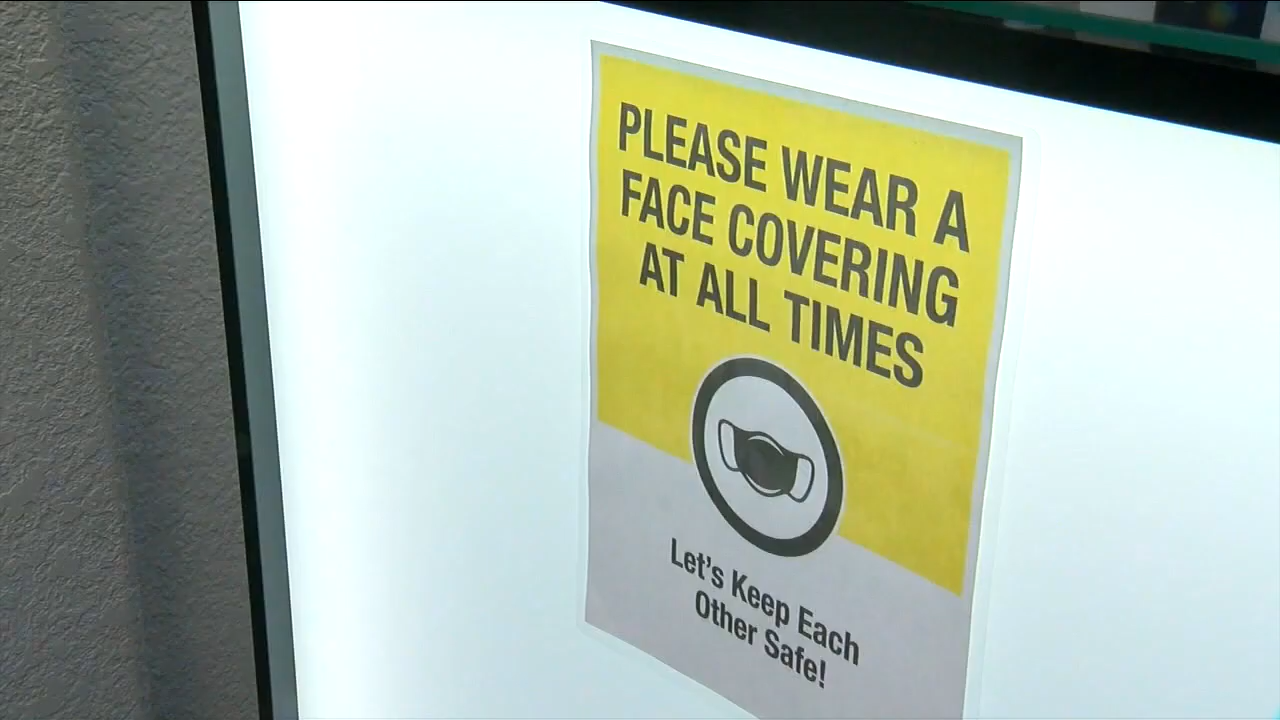 PLEASE WEAR A
FACE COVERING
AT ALL TIMES
Let's Keep Each
Other Safe!